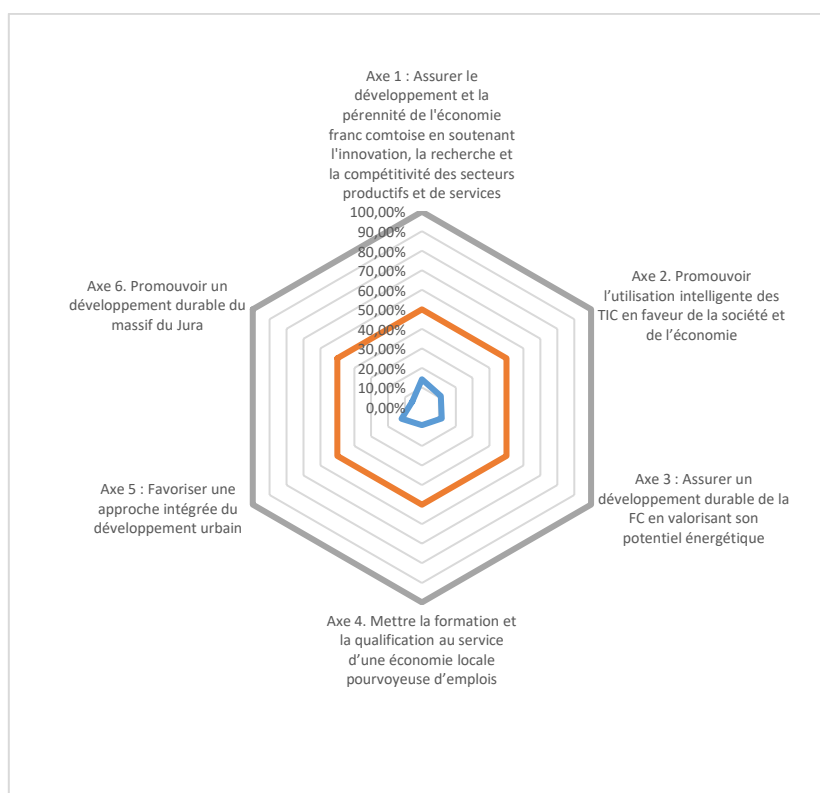 Axe 1 : Assurer le
développement et la
pérennité de l'économie
franc comtoise en soutenant
l'innovation, la recherche et
la compétitivité des secteurs
productifs et de services
100,00%
90,00%
80,00%
70,00%
60,00%
50,00%
40,00%
30,00%
20,00%
10,00%
0,00%
Axe 2. Promouvoir
l’utilisation intelligente des
TIC en faveur de la société et
de l’économie
Axe 3 : Assurer un
développement durable de la
FC en valorisant son
potentiel énergétique
Axe 4. Mettre la formation et
la qualification au service
d’une économie locale
pourvoyeuse d’emplois
Axe 5 : Favoriser une
approche intégrée du
développement urbain
Axe 6. Promouvoir un
développement durable du
massif du Jura